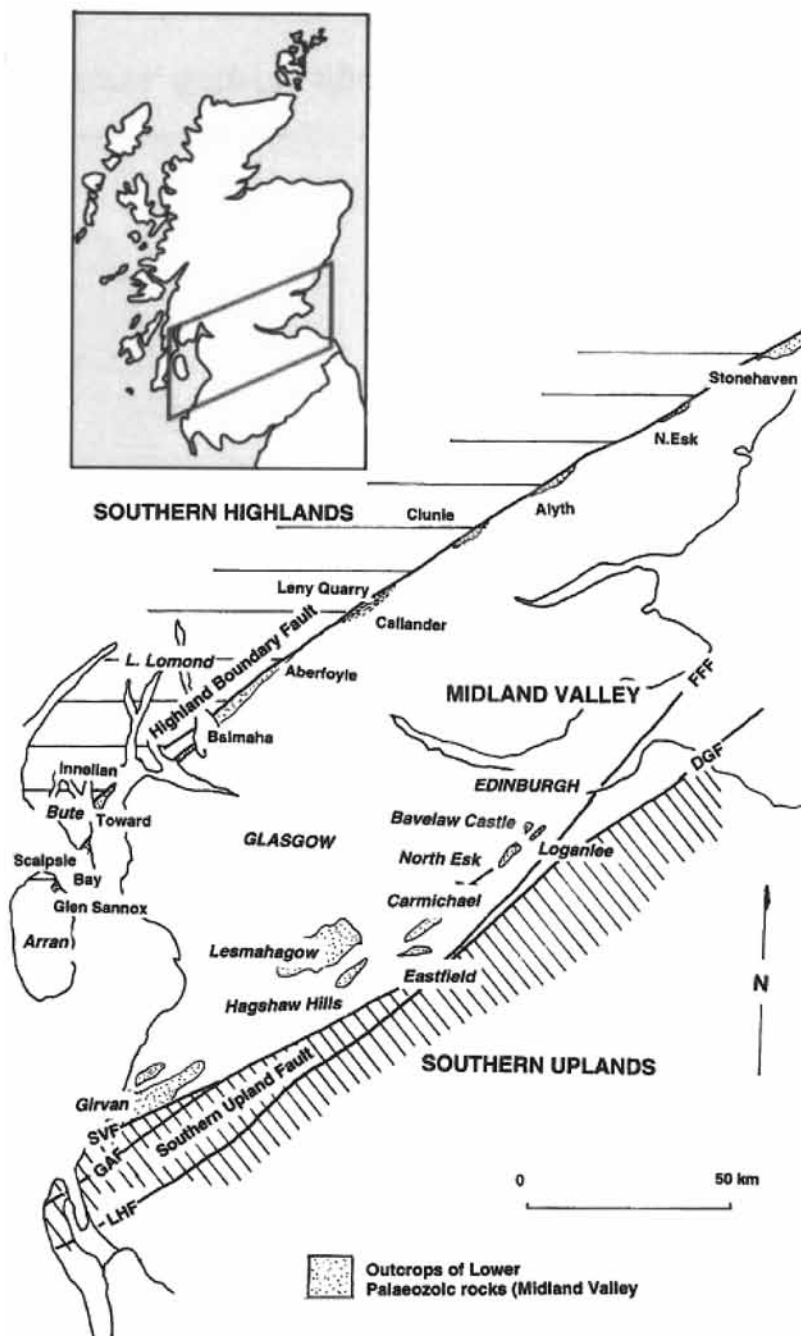 Stonehaven
N.Esk
SOUTHERN HIGHLANDS
Clunie
Alyth
Leny Quarry
Callander
Highland Boundary Fault
L. Lomond
Aberfoyle
MIDLAND VALLEY
FFF
Balmaha
DGF
Innellan
EDINBURGH
Bute
Toward
Bavelaw Castle
GLASGOW
Loganlee
North Esk
Scalpsie
Bay
Carmichael
Glen Sannox
Arran
Lesmahagow
Eastfield
N
Hagshaw Hills
SOUTHERN UPLANDS
Southern Upland Fault
Girvan
SVF
GAF
LHF
0
50 km
Outcrops of Lower
Palaeozoic rocks (Midland Valley